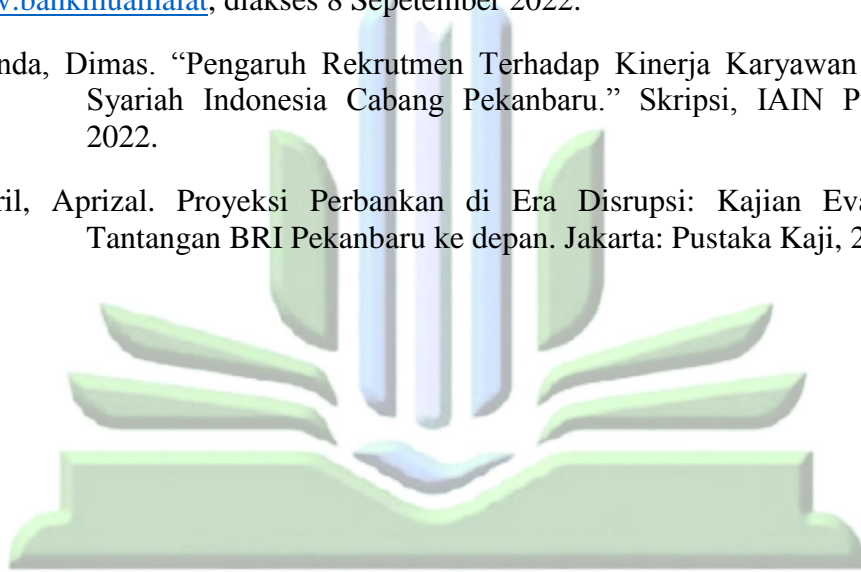 v.bankmuamalat, diakses 8 Sepetember 2022.
nda, Dimas. “Pengaruh Rekrutmen Terhadap Kinerja Karyawan
Syariah Indonesia Cabang Pekanbaru.” Skripsi, IAIN P
2022.
ril, Aprizal. Proyeksi Perbankan di Era Disrupsi: Kajian Eva
Tantangan BRI Pekanbaru ke depan. Jakarta: Pustaka Kaji, 2